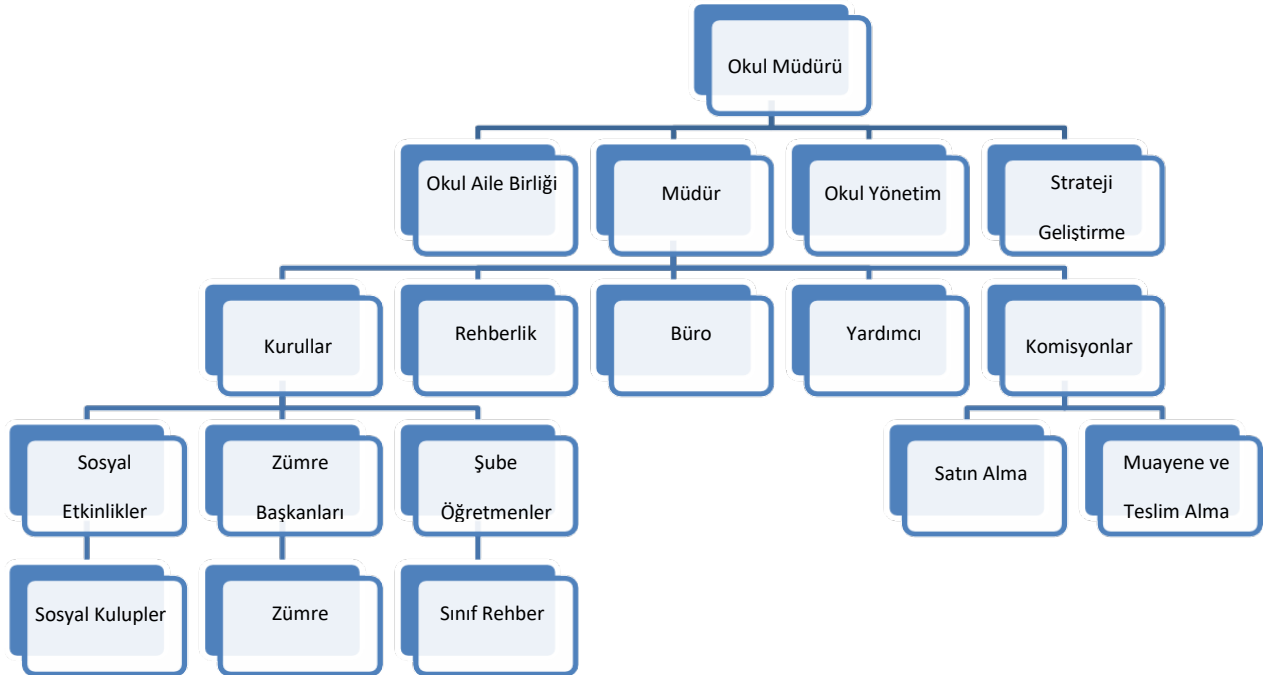 Okul Müdürü
Okul Aile Birliği
Müdür
Okul Yönetim
Strateji
Geliştirme
Kurullar
Rehberlik
Büro
Yardımcı
Komisyonlar
Sosyal
Etkinlikler
Zümre
Başkanları
Şube
Öğretmenler
Satın Alma
Muayene ve
Teslim Alma
Sosyal Kulupler
Zümre
Sınıf Rehber